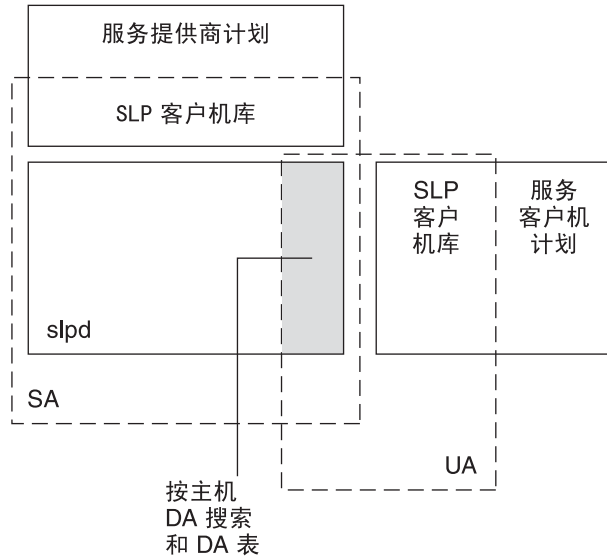 服务提供商计划
SLP 客户机库
SLP
客户
机库
服务
客户机
计划
slpd
SA
UA
按主机
DA 搜索
和 DA 表